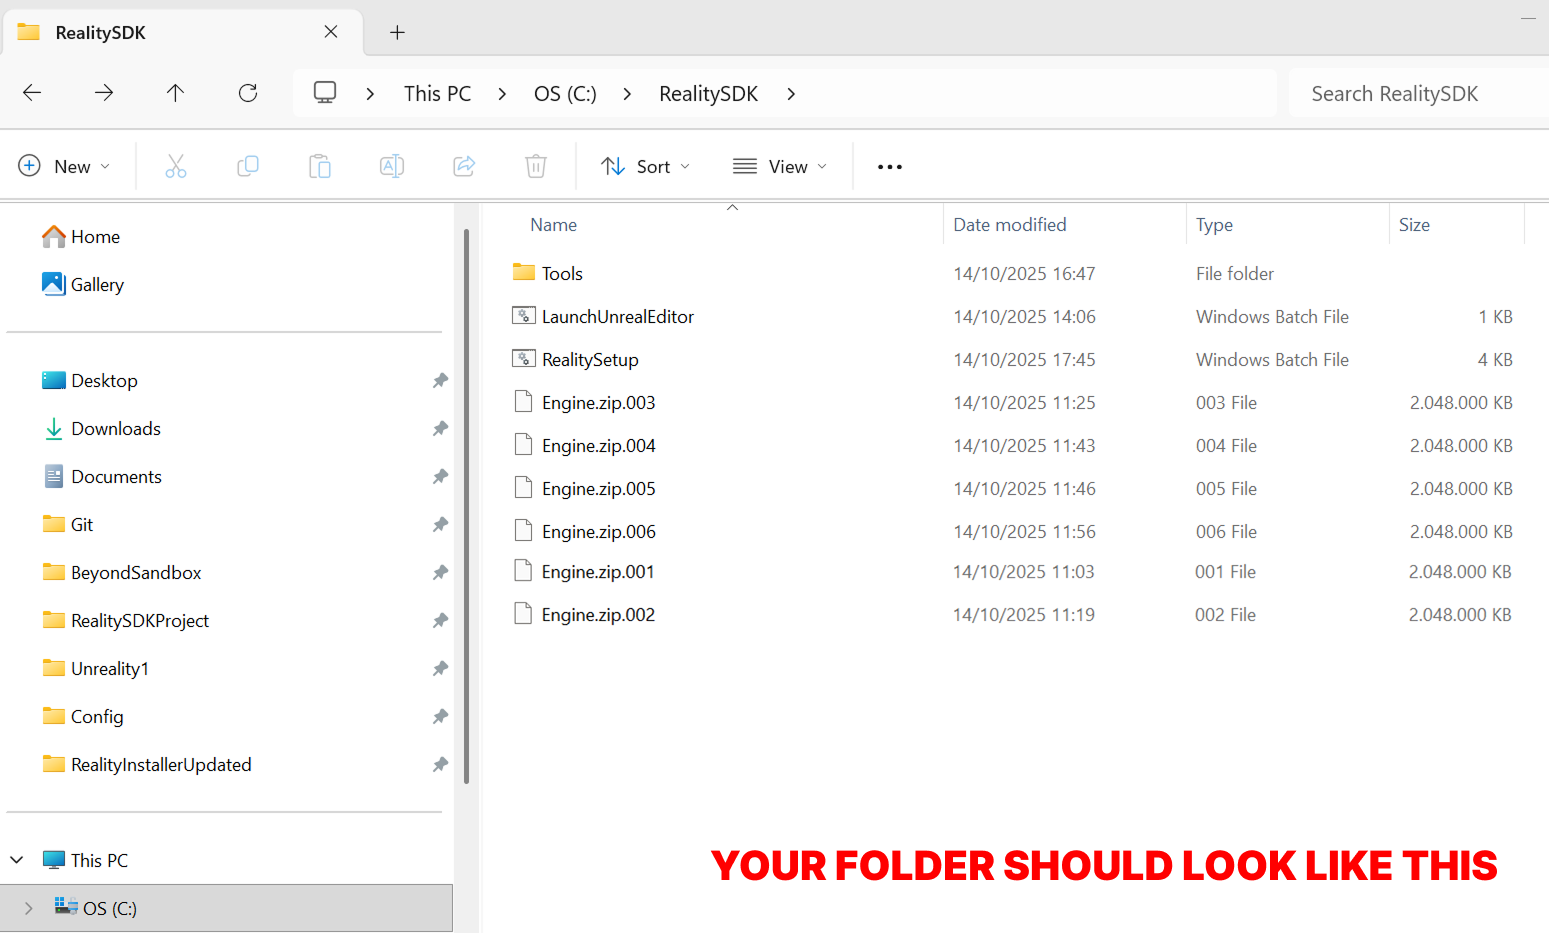 RealitySDK
This PC > OS (C:) > RealitySDK >
Search RealitySDK
New
Sort
View
Name Date modified Type Size
Tools 14/10/2025 16:47 File folder
LaunchUnrealEditor 14/10/2025 14:06 Windows Batch File 1 KB
RealitySetup 14/10/2025 17:45 Windows Batch File 4 KB
Engine.zip.003 14/10/2025 11:25 003 File 2.048.000 KB
Engine.zip.004 14/10/2025 11:43 004 File 2.048.000 KB
Engine.zip.005 14/10/2025 11:46 005 File 2.048.000 KB
Engine.zip.006 14/10/2025 11:56 006 File 2.048.000 KB
Engine.zip.001 14/10/2025 11:03 001 File 2.048.000 KB
Engine.zip.002 14/10/2025 11:19 002 File 2.048.000 KB
Home
Gallery
Desktop
Downloads
Documents
Git
BeyondSandbox
RealitySDKProject
Unreality1
Config
RealityInstallerUpdated
This PC
OS (C:)
YOUR FOLDER SHOULD LOOK LIKE THIS